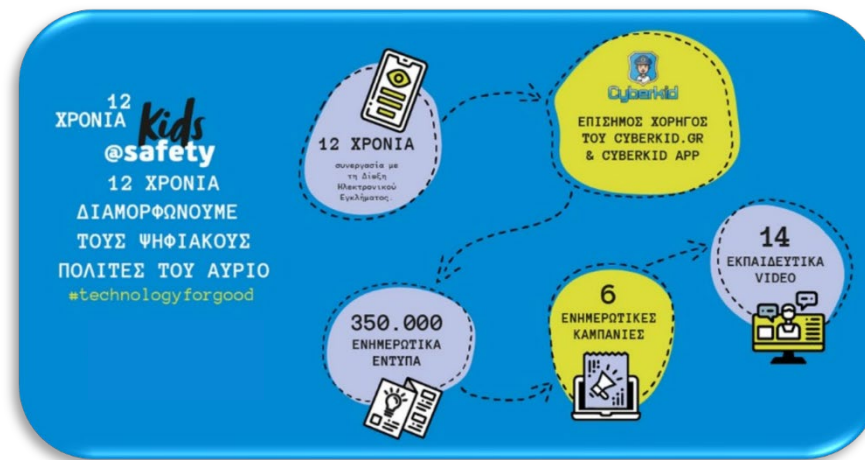 12
ΧΡΟΝΙΑ Kids
@safety
12 ΧΡΟΝΙΑ
ΔΙΑΜΟΡΦΩΝΟΥΜΕ
ΤΟΥΣ ΨΗΦΙΑΚΟΥΣ
ΠΟΛΙΤΕΣ ΤΟΥ ΑΥΡΙΟ
#technologyforgood
12 ΧΡΟΝΙΑ
συνεργασία με
τη Δίωξη
Ηλεκτρονικού
Εγκλήματος.
Cyberkid
ΕΠΙΣΗΜΟΣ ΧΟΡΗΓΟΣ
ΤΟΥ CYBERKID.GR
& CYBERKID APP
350.000
ΕΝΗΜΕΡΩΤΙΚΑ
ΕΝΤΥΠΑ
6
ΕΝΗΜΕΡΩΤΙΚΕΣ
ΚΑΜΠΑΝΙΕΣ
14
ΕΚΠΑΙΔΕΥΤΙΚΑ
VIDEO